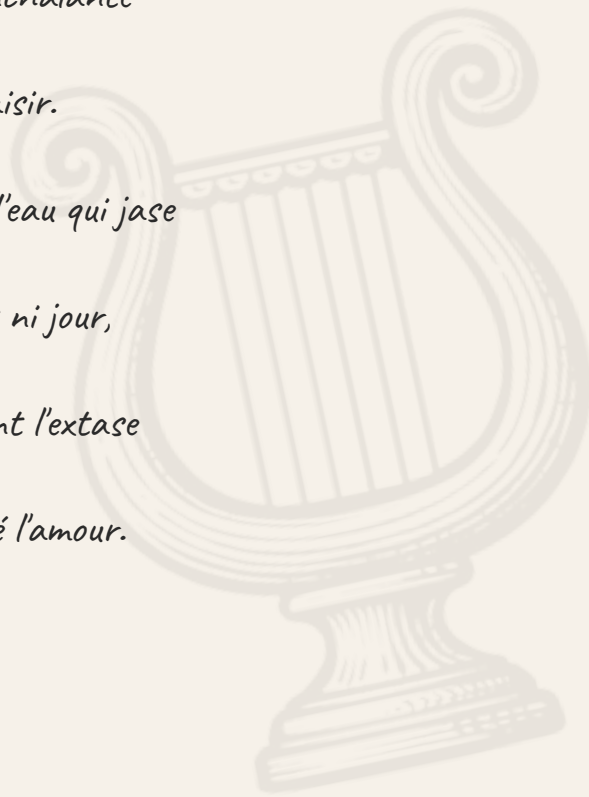 isir.
l'eau qui jase
ni jour,
nt l'extase
é l'amour.